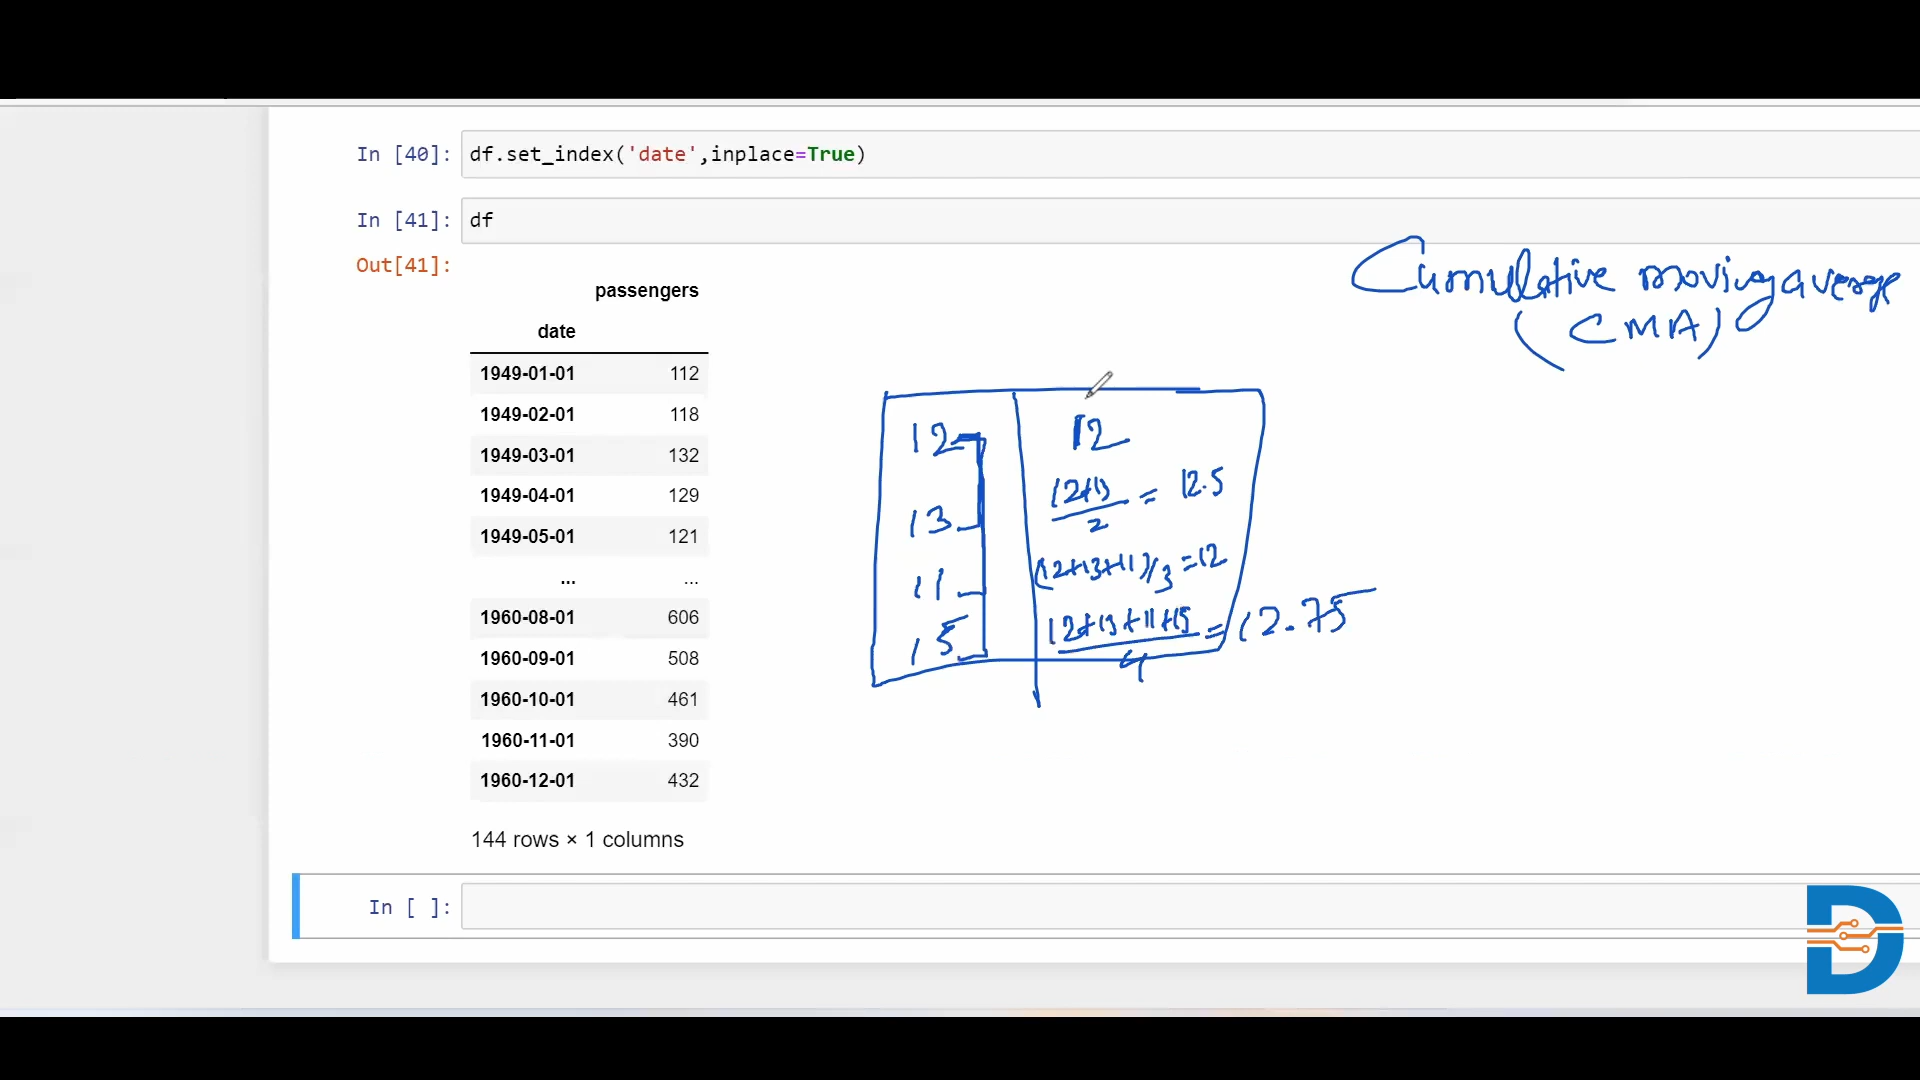 In [40]: df.set_index('date',inplace=True)
In [41]: df
Out[41]:
passengers
date
1949-01-01 112
1949-02-01 118
1949-03-01 132
1949-04-01 129
1949-05-01 121
... ...
1960-08-01 606
1960-09-01 508
1960-10-01 461
1960-11-01 390
1960-12-01 432
144 rows × 1 columns
In [ ]:
Cumulative moving average
(CMA)
12 12
13 12+13/2 = 12.5
11 (12+13+11)/3 = 12
15 12+13+11+15/4 = 12.75
D